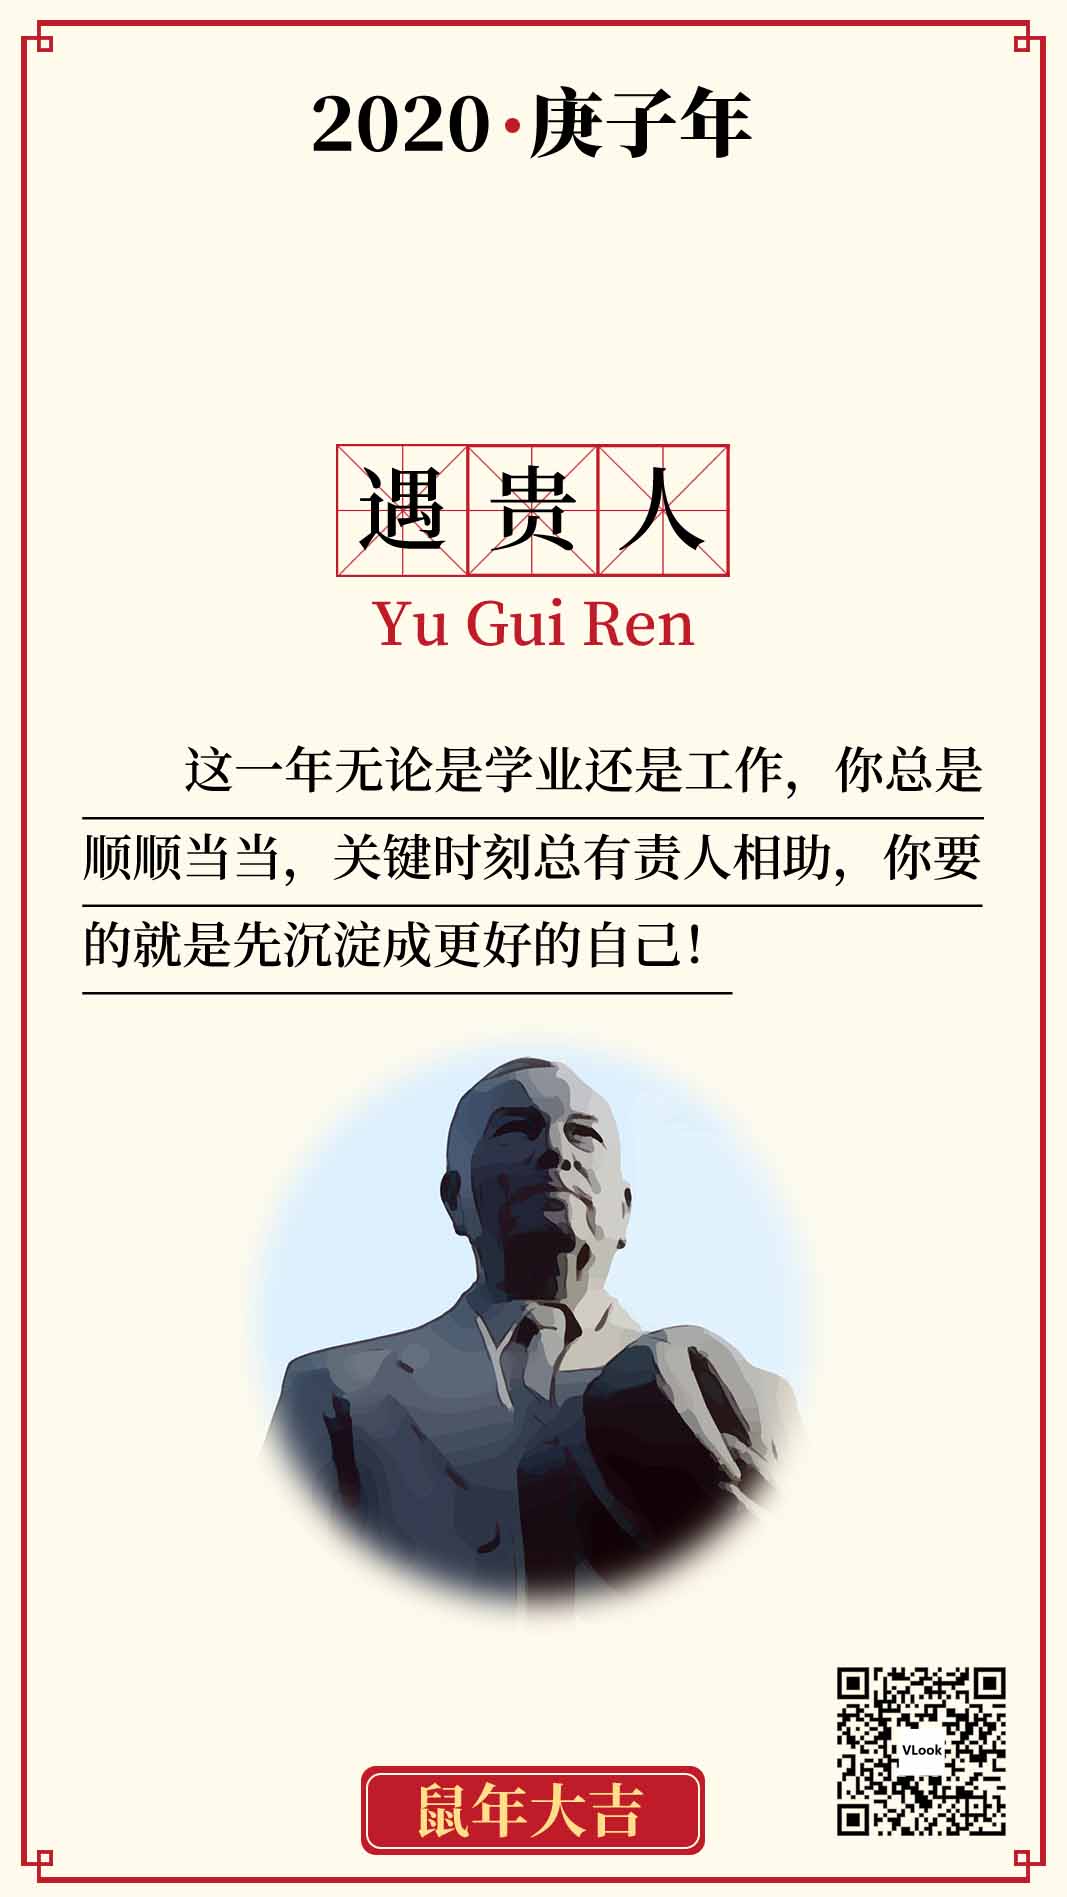 2020·庚子年
遇贵人
Yu Gui Ren
这一年无论是学业还是工作，你总是
顺顺当当，关键时刻总有责人相助，你要
的就是先沉淀成更好的自己！
VLook
鼠年大吉